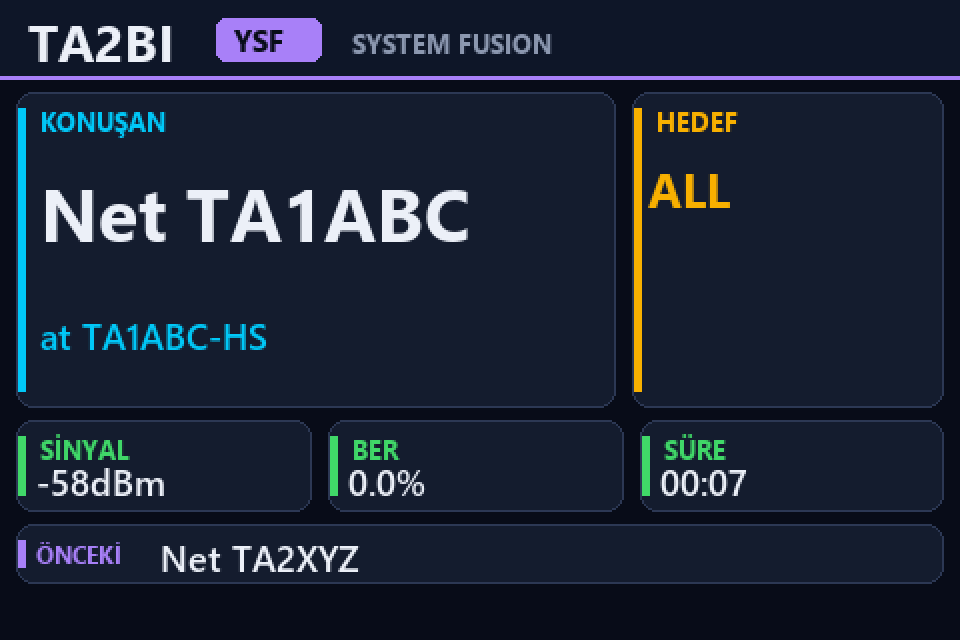 TA2BI YSF SYSTEM FUSION
KONUŞAN
Net TA1ABC
at TA1ABC-HS
HEDEF
ALL
SİNYAL
-58dBm
BER
0.0%
SÜRE
00:07
ÖNCEKİ Net TA2XYZ